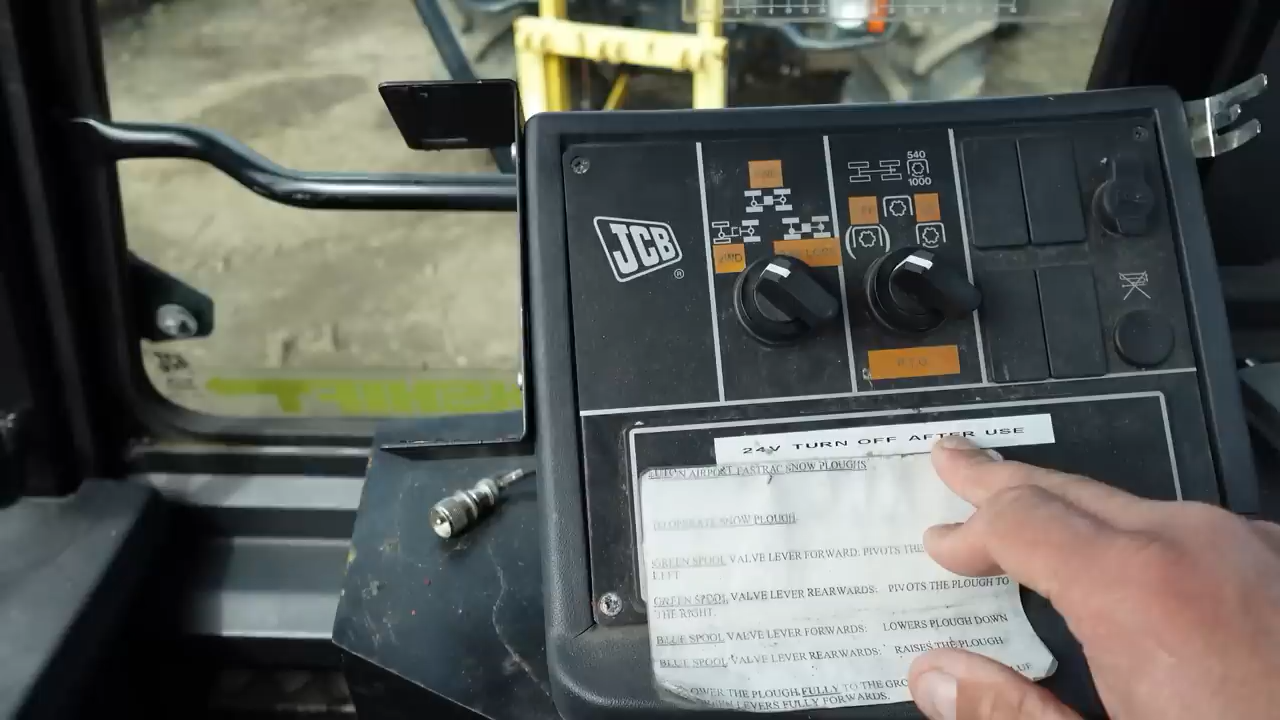 JCB
®
540
1000
4WD
P.T.O
24V TURN OFF AFTER USE
LUTON AIRPORT FASTRAC SNOW PLOUGHS
TO OPERATE SNOW PLOUGH
GREEN SPOOL VALVE LEVER FORWARD: PIVOTS THE
LEFT
GREEN SPOOL VALVE LEVER REARWARDS: PIVOTS THE PLOUGH TO
THE RIGHT.
BLUE SPOOL VALVE LEVER FORWARDS: LOWERS PLOUGH DOWN
BLUE SPOOL VALVE LEVER REARWARDS: RAISES THE PLOUGH
OWER THE PLOUGH FULLY TO THE
LEVERS FULLY FORWARDS.
JCB